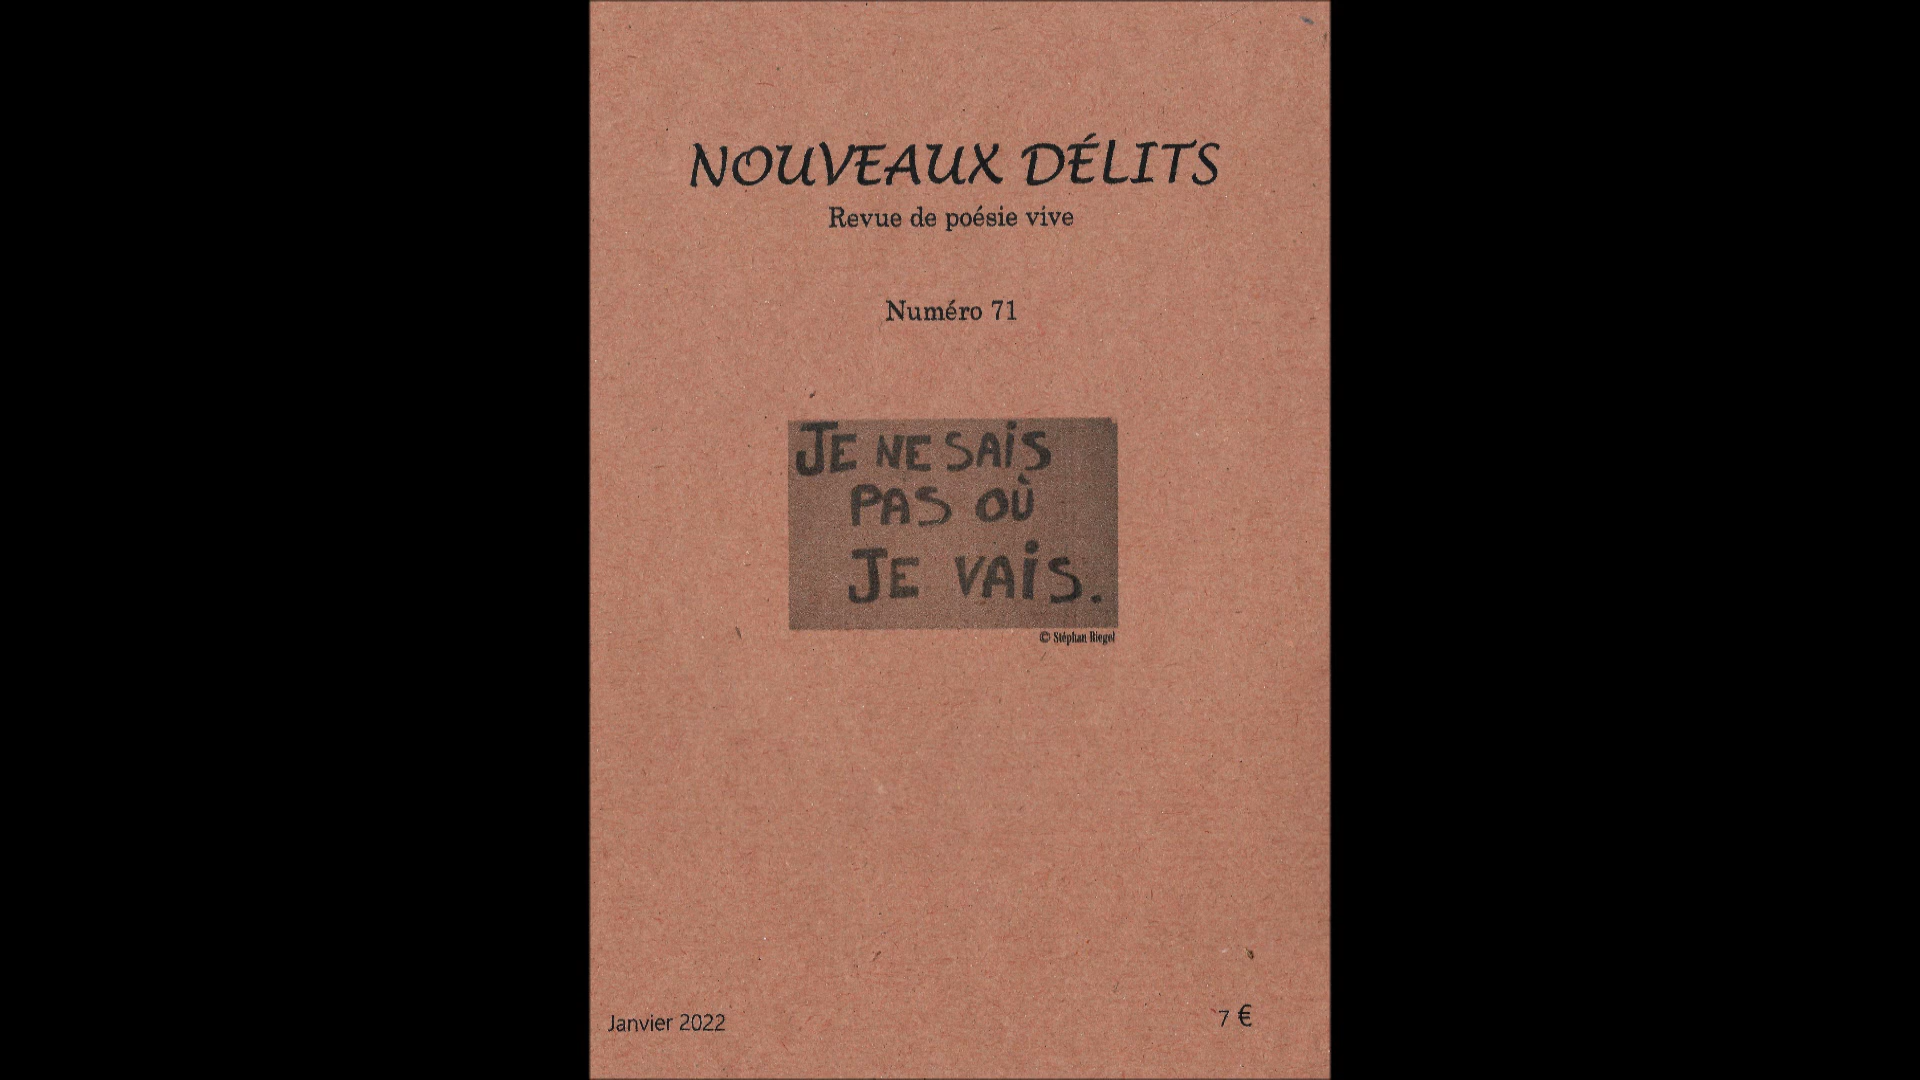 NOUVEAUX DÉLITS
Revue de poésie vive
Numéro 71
JE NE SAIS
PAS OÙ
JE VAIS.
© Stéphan Riegel
Janvier 2022
7 €